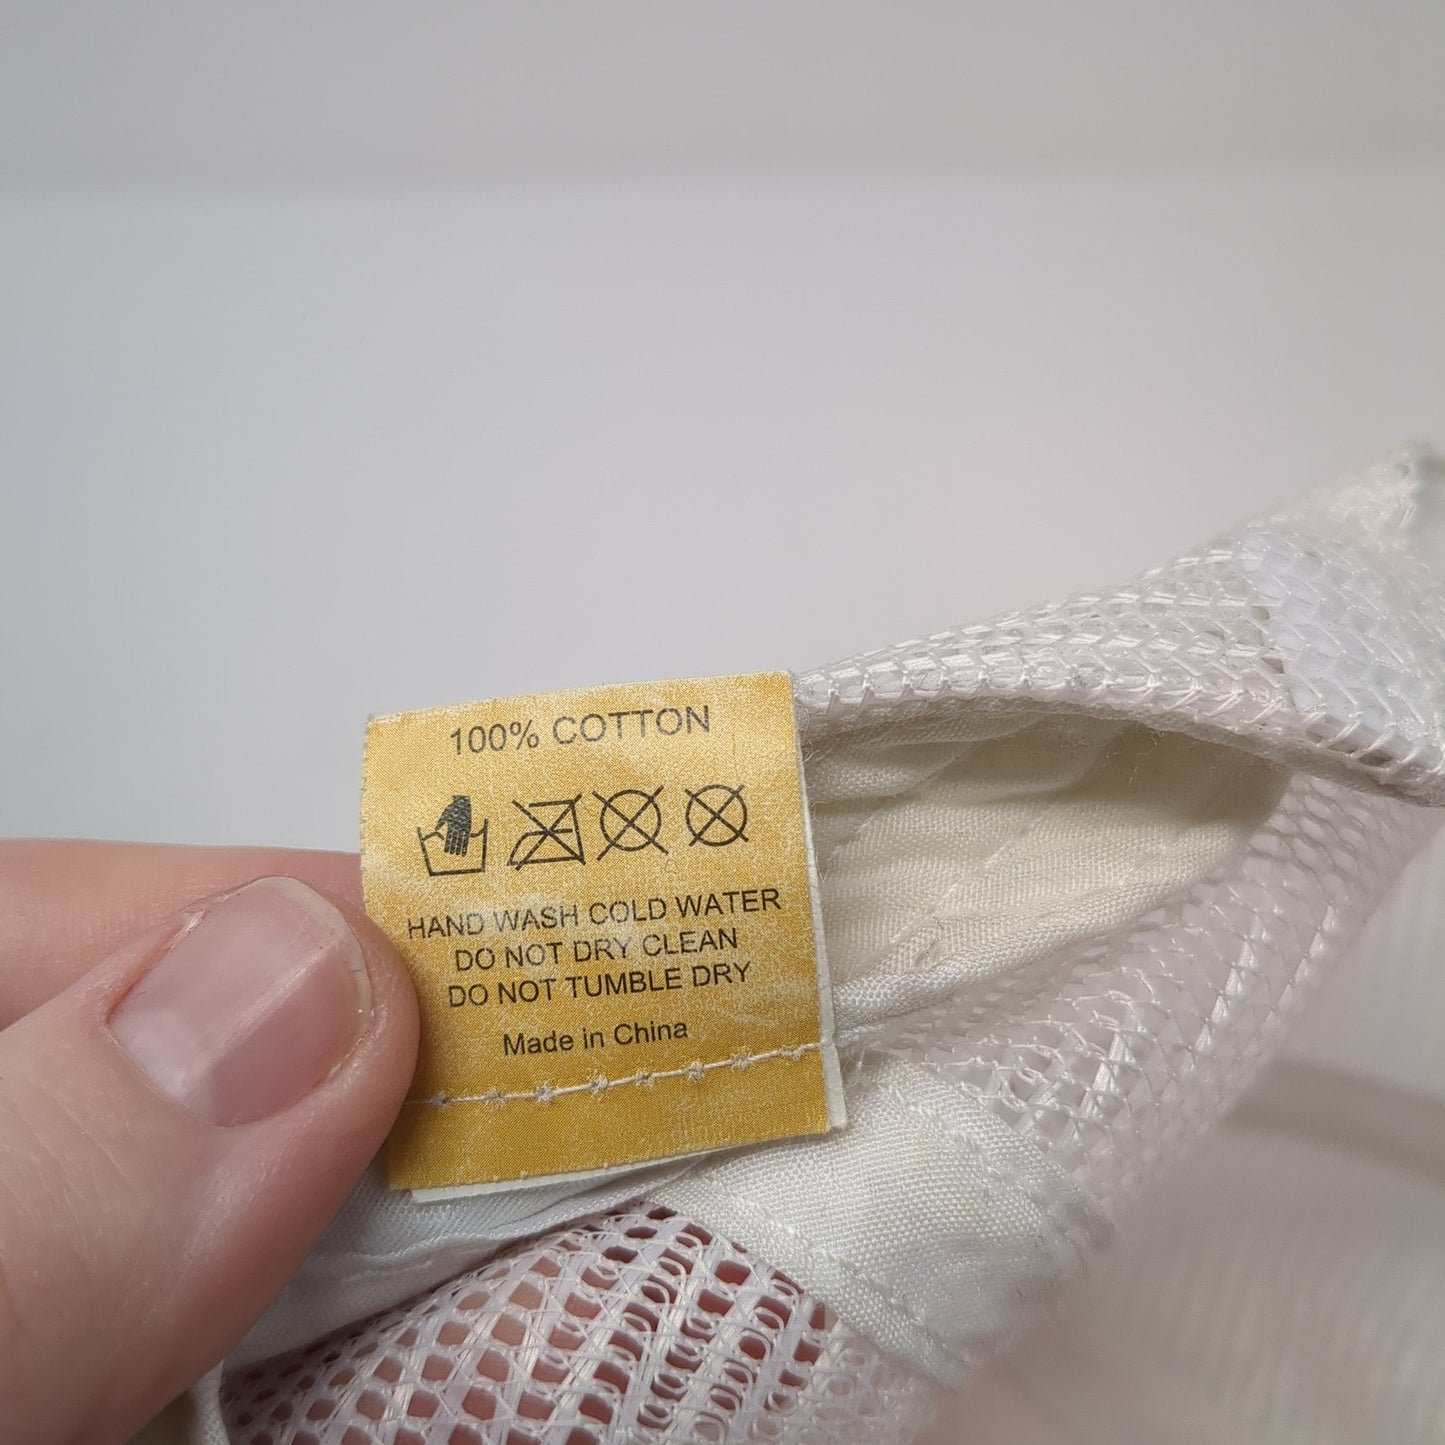 100% COTTON
HAND WASH COLD WATER
DO NOT DRY CLEAN
DO NOT TUMBLE DRY
Made in China